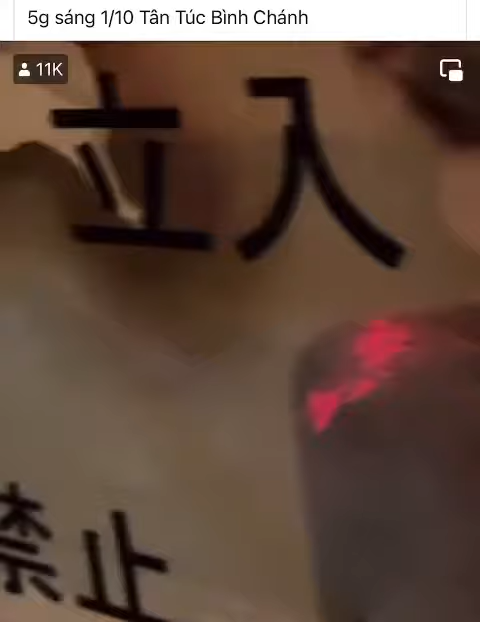 5g sáng 1/10 Tân Túc Bình Chánh
11K
立入
禁止